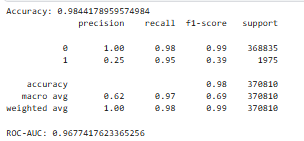 Accuracy: 0.9844178959574984
precision recall f1-score support
0 1.00 0.98 0.99 368835
1 0.25 0.95 0.39 1975
accuracy 0.98 370810
macro avg 0.62 0.97 0.69 370810
weighted avg 1.00 0.98 0.99 370810
ROC-AUC: 0.9677417623365256